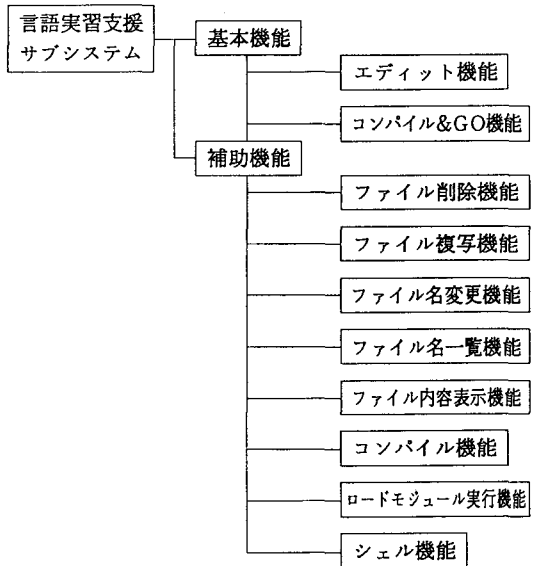 言語実習支援
サブシステム
基本機能
エディット機能
コンパイル&GO機能
補助機能
ファイル削除機能
ファイル複写機能
ファイル名変更機能
ファイル名一覧機能
ファイル内容表示機能
コンパイル機能
ロードモジュール実行機能
シェル機能